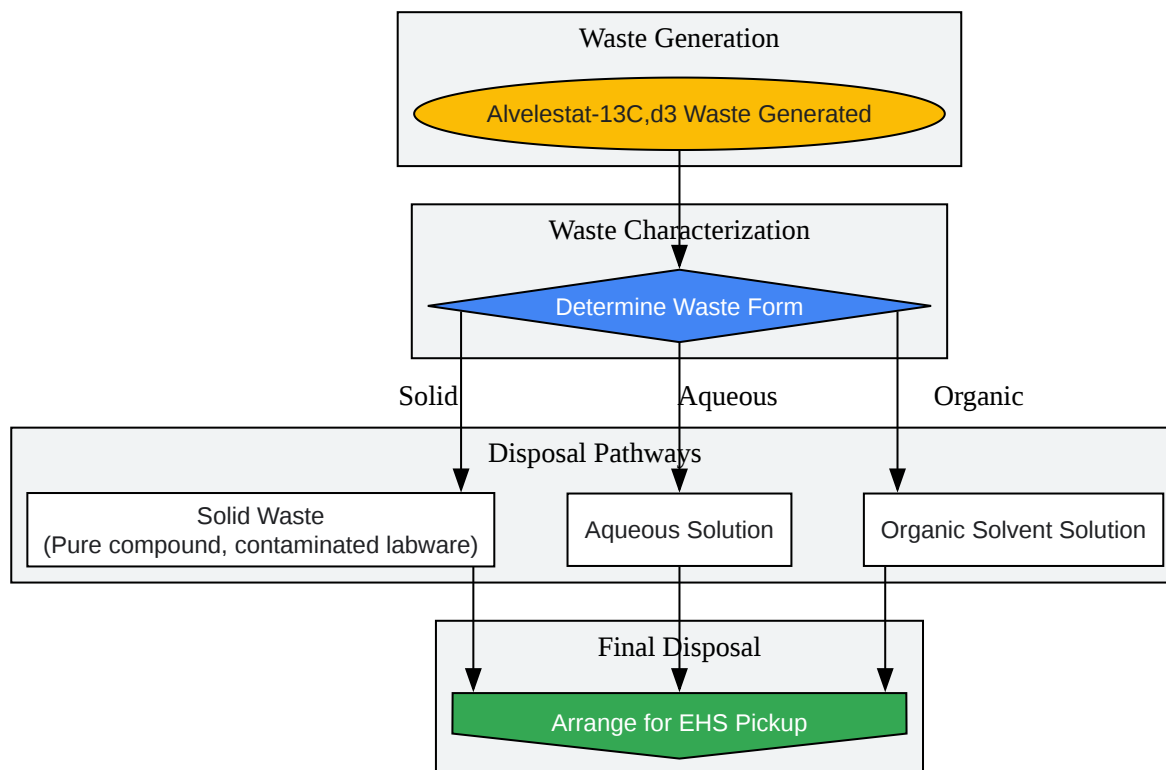 Waste Generation
Alvelestat-13C,d3 Waste Generated
Waste Characterization
Determine Waste Form
Solid
Aqueous
Organic
Disposal Pathways
Solid Waste
(Pure compound, contaminated labware)
Aqueous Solution
Organic Solvent Solution
Final Disposal
Arrange for EHS Pickup